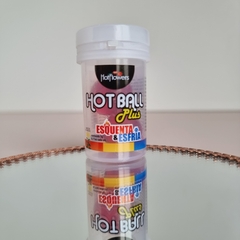 Hotflowers
HOT BALL
Plus
ESQUENTA
& ESFRIA